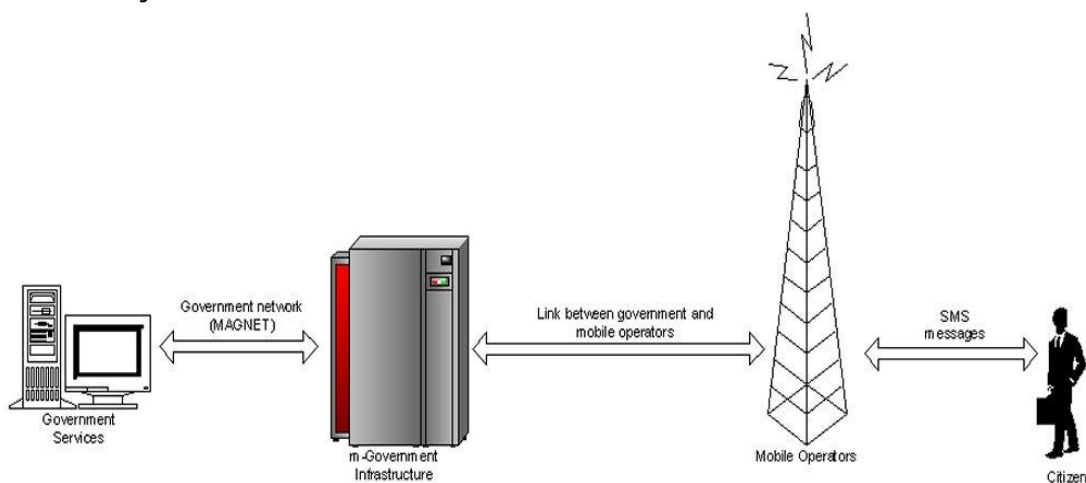 Government network
(MAGNET)
Link between government and
mobile operators
SMS
messages
Government
Services
m-Government
Infrastructure
Mobile Operators
Citizen